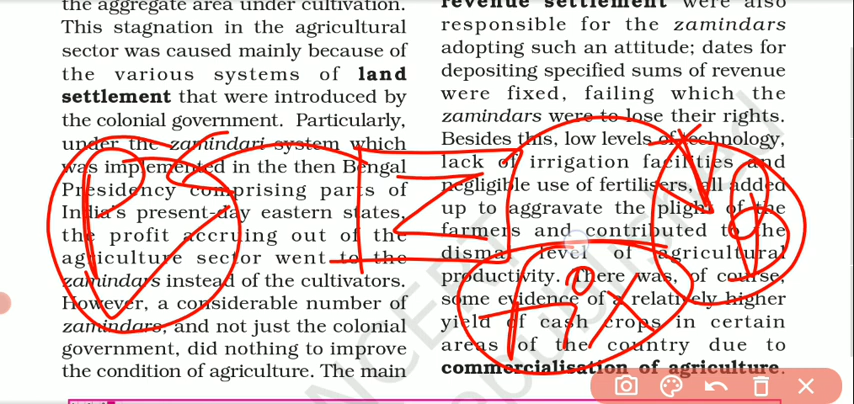 the aggregate area under cultivation.
This stagnation in the agricultural
sector was caused mainly because of
the various systems of land
settlement that were introduced by
the colonial government. Particularly,
under the zamindari system which
was implemented in the then Bengal
Presidency comprising parts of
India's present-day eastern states,
the profit accruing out of the
agriculture sector went to the
zamindars instead of the cultivators.
However, a considerable number of
zamindars, and not just the colonial
government, did nothing to improve
the condition of agriculture. The main
revenue settlement were also
responsible for the zamindars
adopting such an attitude; dates for
depositing specified sums of revenue
were fixed, failing which the
zamindars were to lose their rights.
Besides this, low levels of technology,
lack of irrigation facilities and
negligible use of fertilisers, all added
up to aggravate the plight of the
farmers and contributed to the
dismal level of agricultural
productivity. There was, of course,
some evidence of a relatively higher
yield of cash crops in certain
areas of the country due to
commercialisation of agriculture.
NCERT